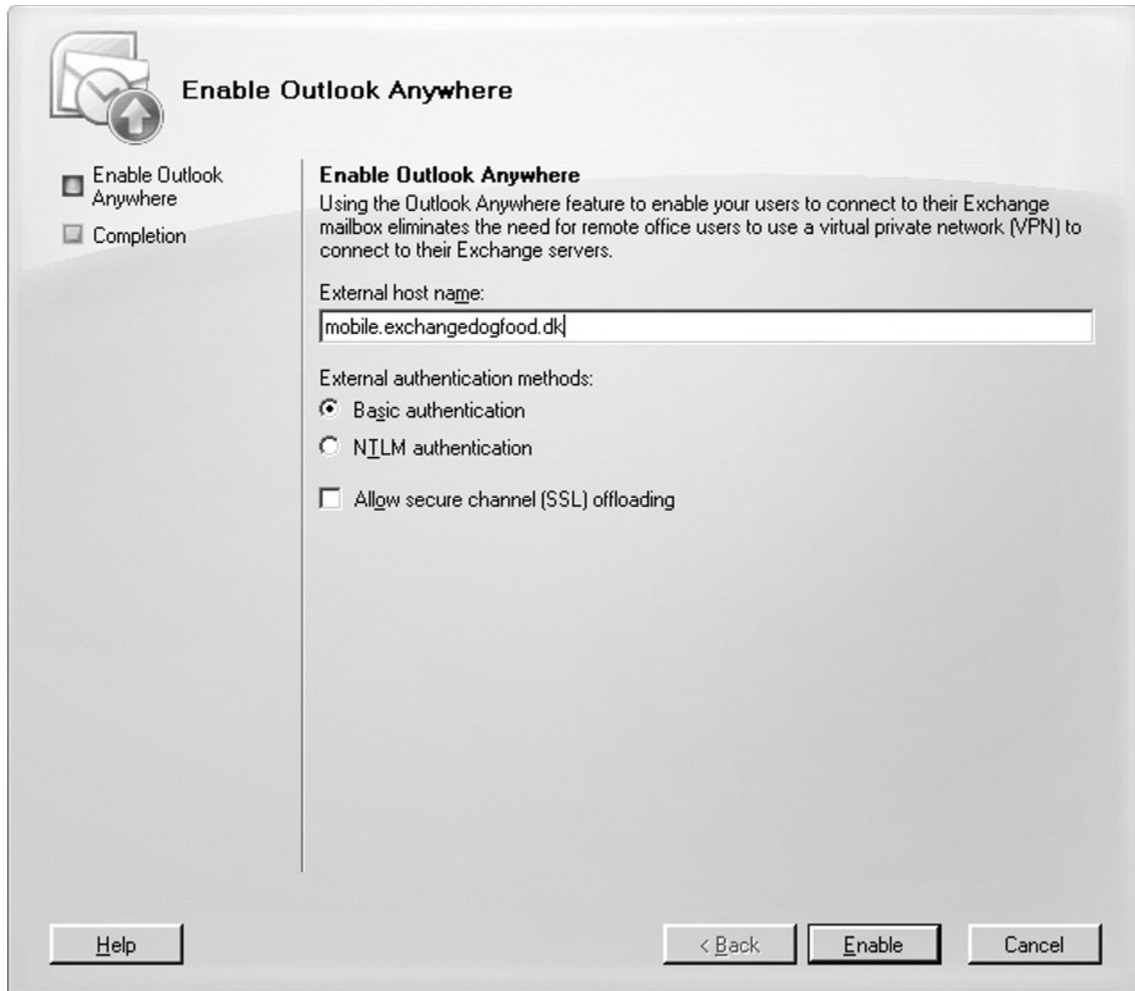 Enable Outlook Anywhere
Enable Outlook
Anywhere
Completion
Enable Outlook Anywhere
Using the Outlook Anywhere feature to enable your users to connect to their Exchange
mailbox eliminates the need for remote office users to use a virtual private network (VPN) to
connect to their Exchange servers.
External host name:
mobile.exchangedogfood.dk
External authentication methods:
Basic authentication
NTLM authentication
Allow secure channel (SSL) offloading
Help
< Back
Enable
Cancel